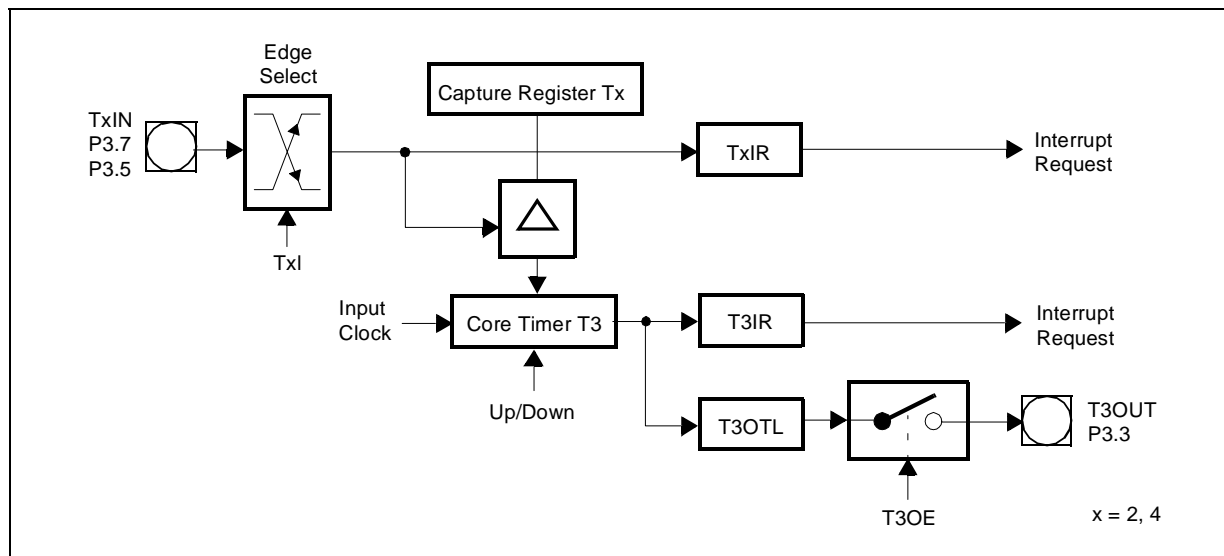 Edge
Select
Capture Register Tx
TxIN
P3.7
P3.5
TxIR
Interrupt
Request
TxI
Input
Clock
Core Timer T3
T3IR
Interrupt
Request
Up/Down
T3OTL
T3OUT
P3.3
T3OE
x = 2, 4